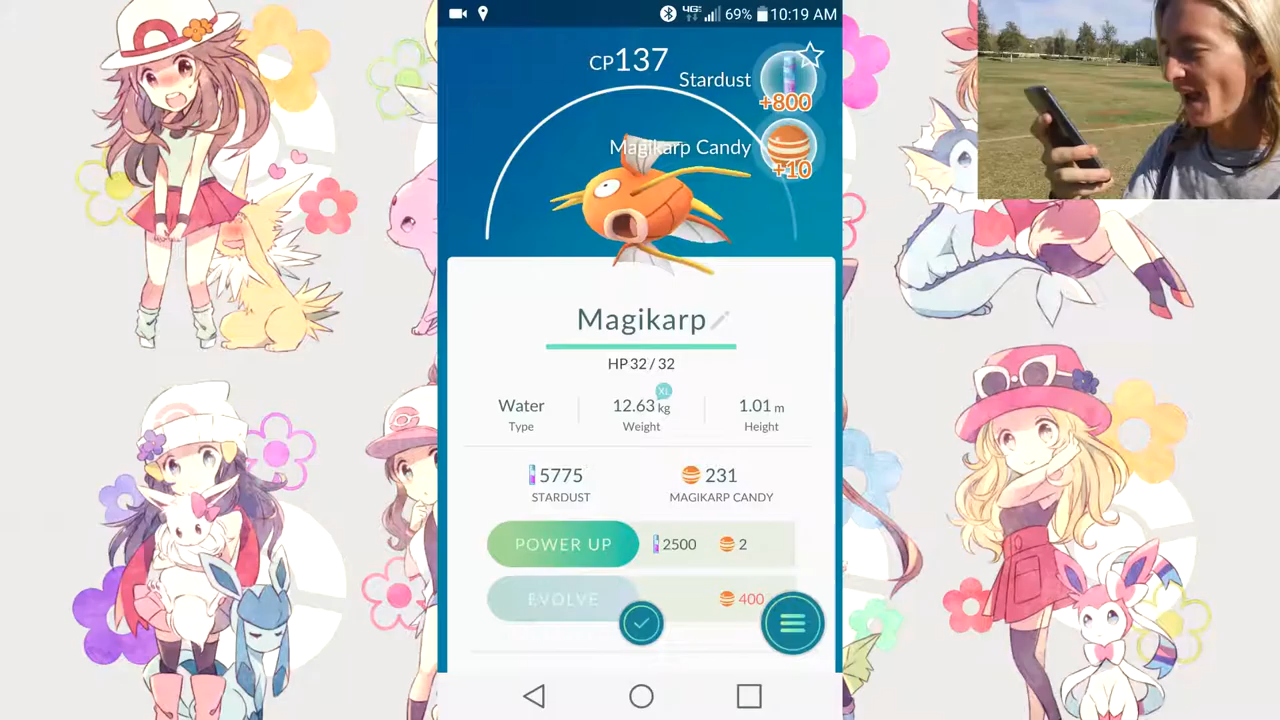 4G 69% 10:19 AM
CP137
Stardust
+800
Magikarp Candy
+10
Magikarp
HP 32 / 32
XL
Water 12.63 kg 1.01 m
Type Weight Height
5775 231
STARDUST MAGIKARP CANDY
POWER UP 2500 2
EVOLVE 400